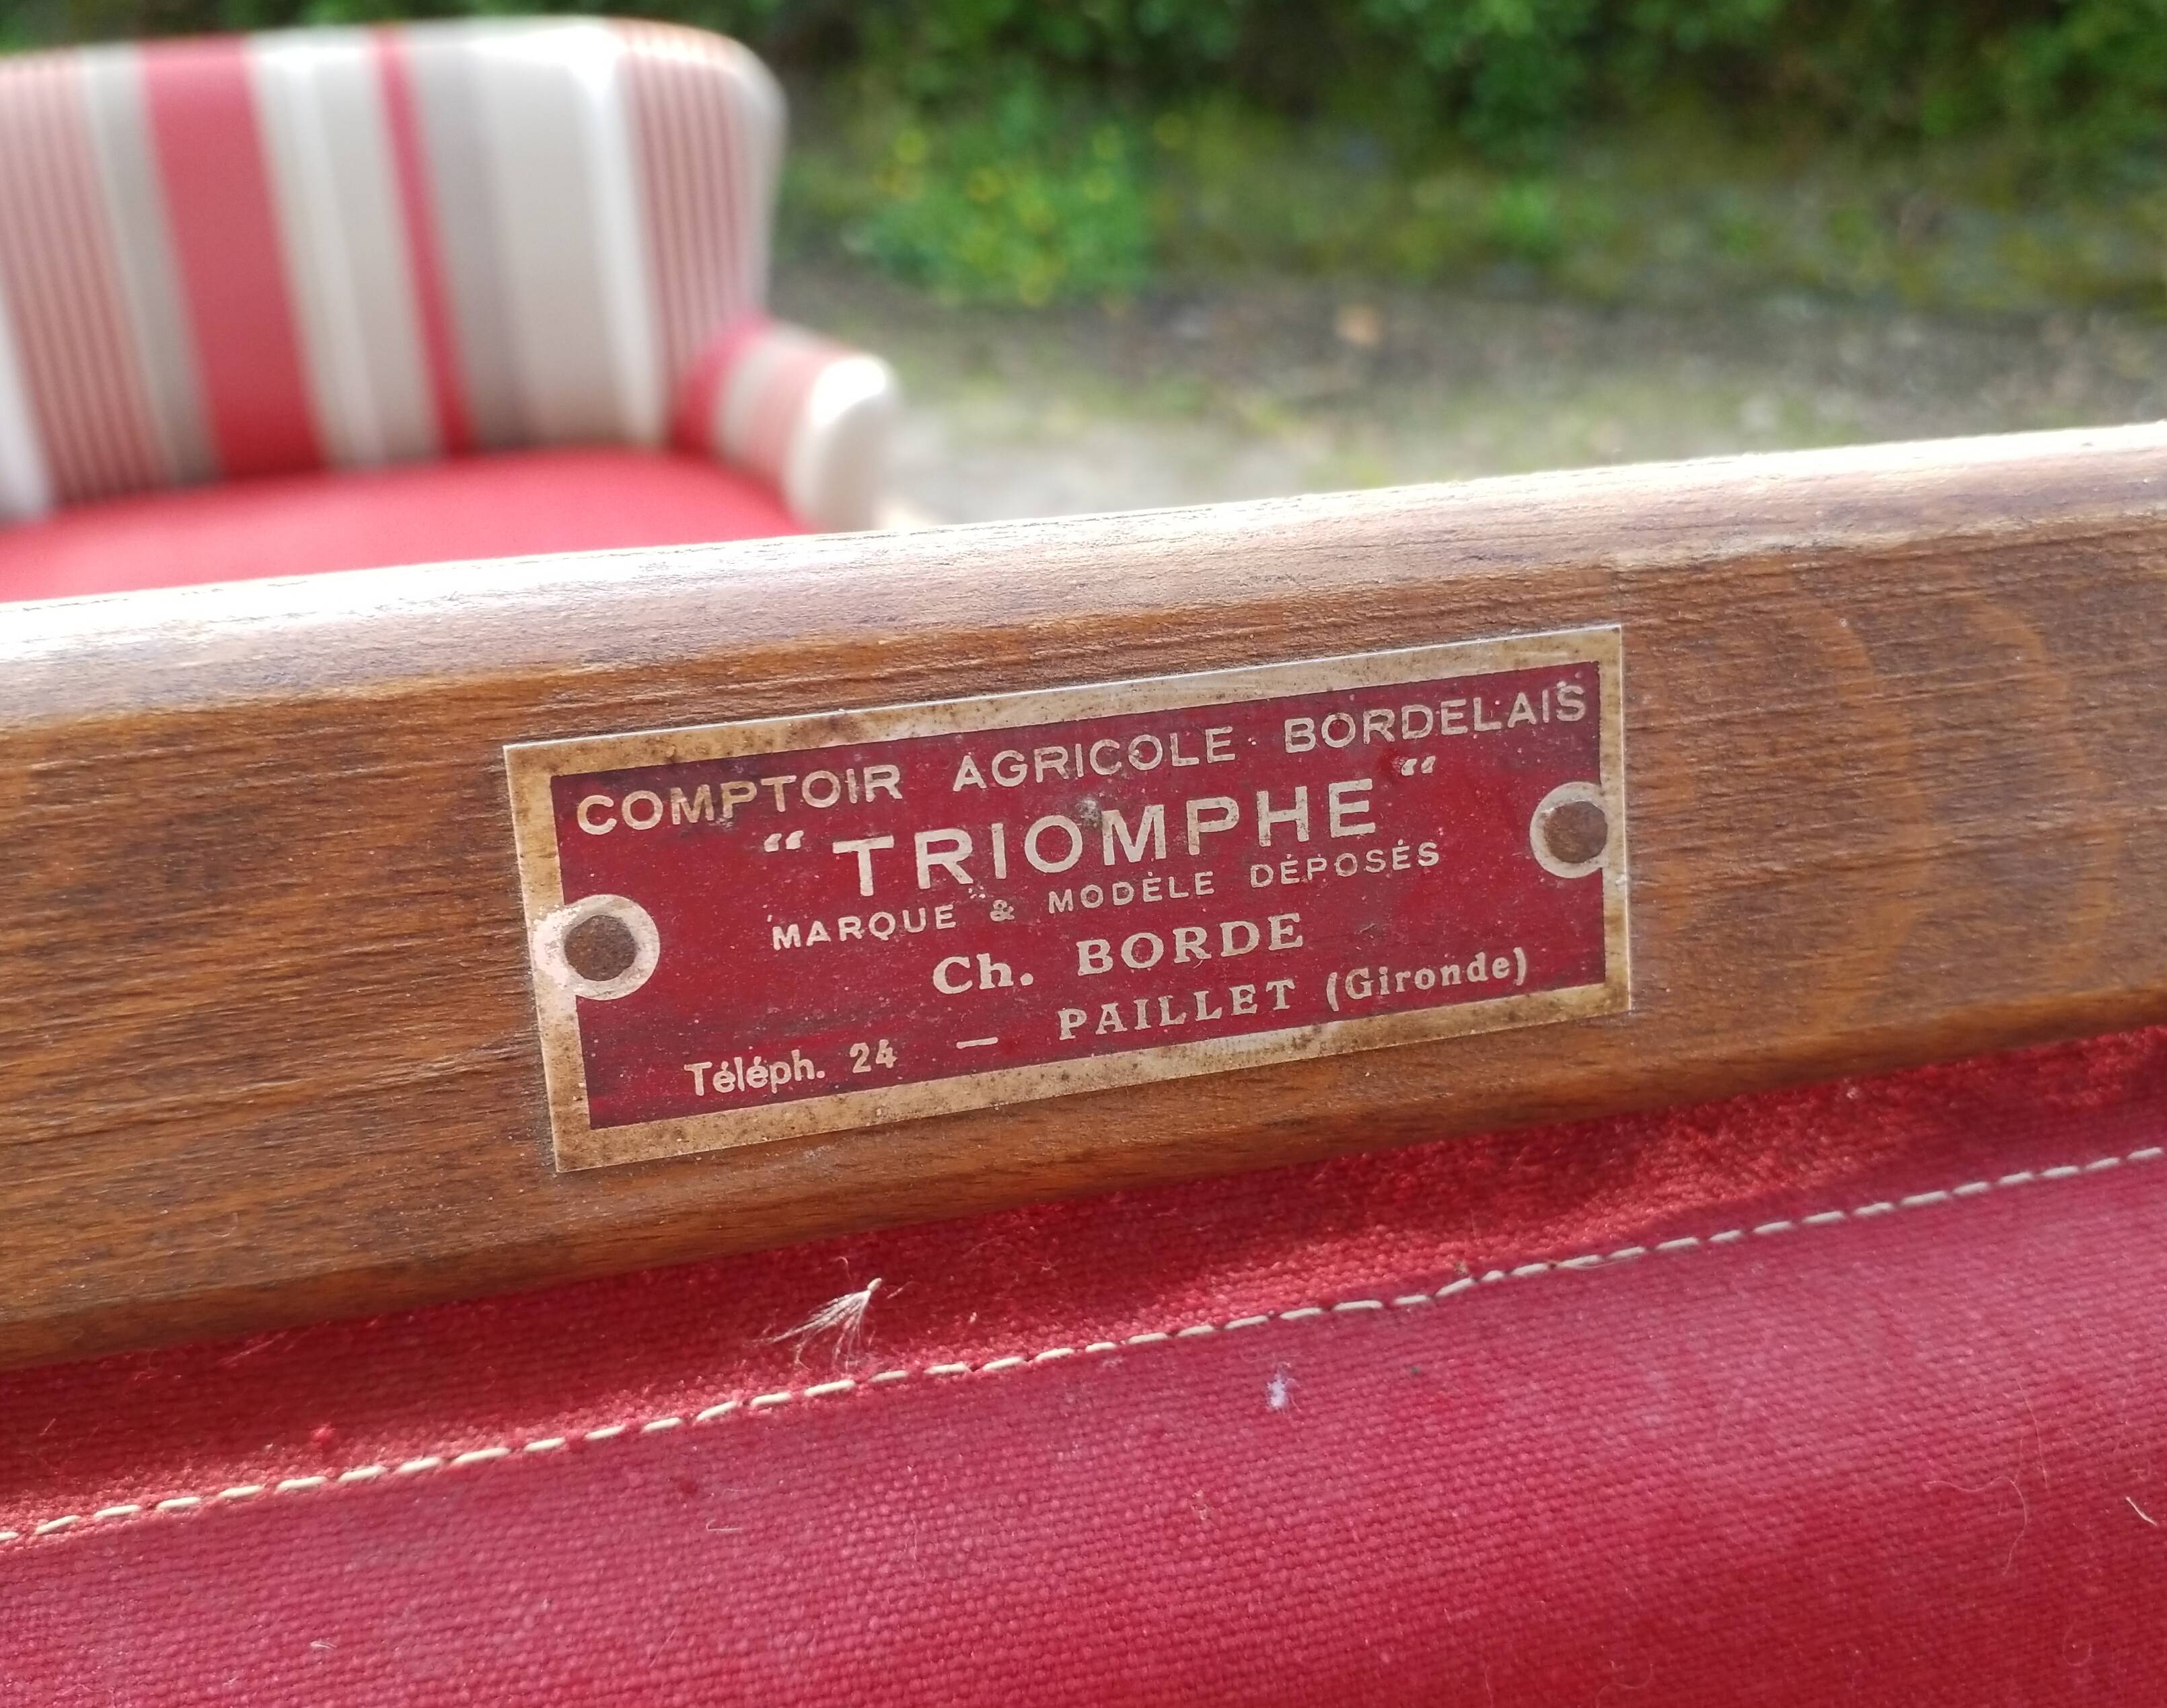 COMPTOIR AGRICOLE BORDELAIS
“TRIOMPHE“
MARQUE & MODÈLE DÉPOSÉS
Ch. BORDE
Téléph. 24 — PAILLET (Gironde)